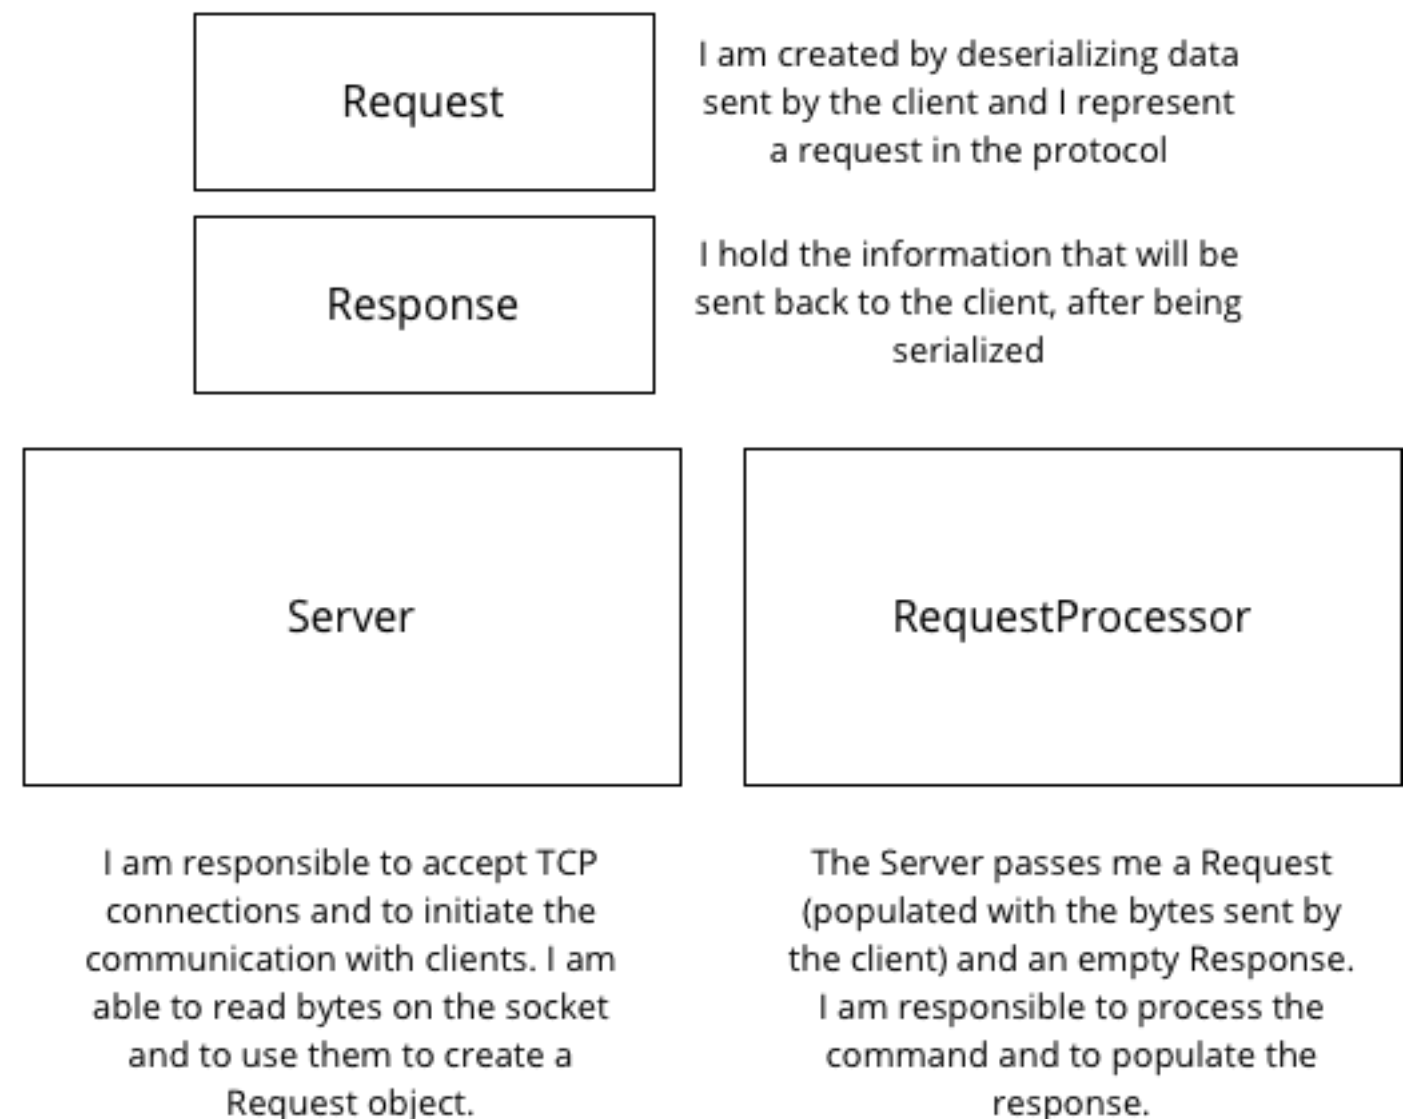 Request
I am created by deserializing data
sent by the client and I represent
a request in the protocol
Response
I hold the information that will be
sent back to the client, after being
serialized
Server
RequestProcessor
I am responsible to accept TCP
connections and to initiate the
communication with clients. I am
able to read bytes on the socket
and to use them to create a
Request object.
The Server passes me a Request
(populated with the bytes sent by
the client) and an empty Response.
I am responsible to process the
command and to populate the
response.